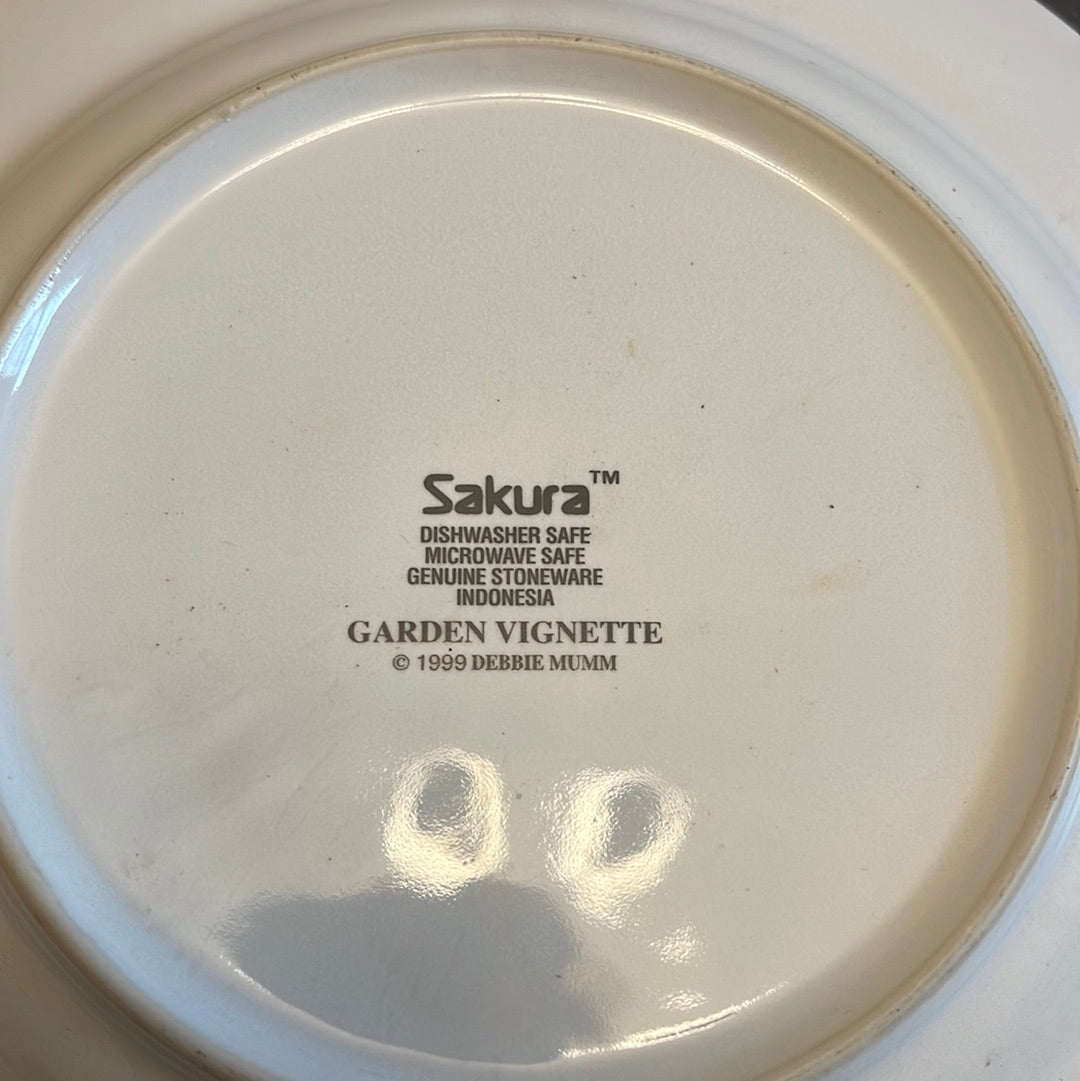 Sakura™
DISHWASHER SAFE
MICROWAVE SAFE
GENUINE STONEWARE
INDONESIA
GARDEN VIGNETTE
© 1999 DEBBIE MUMM